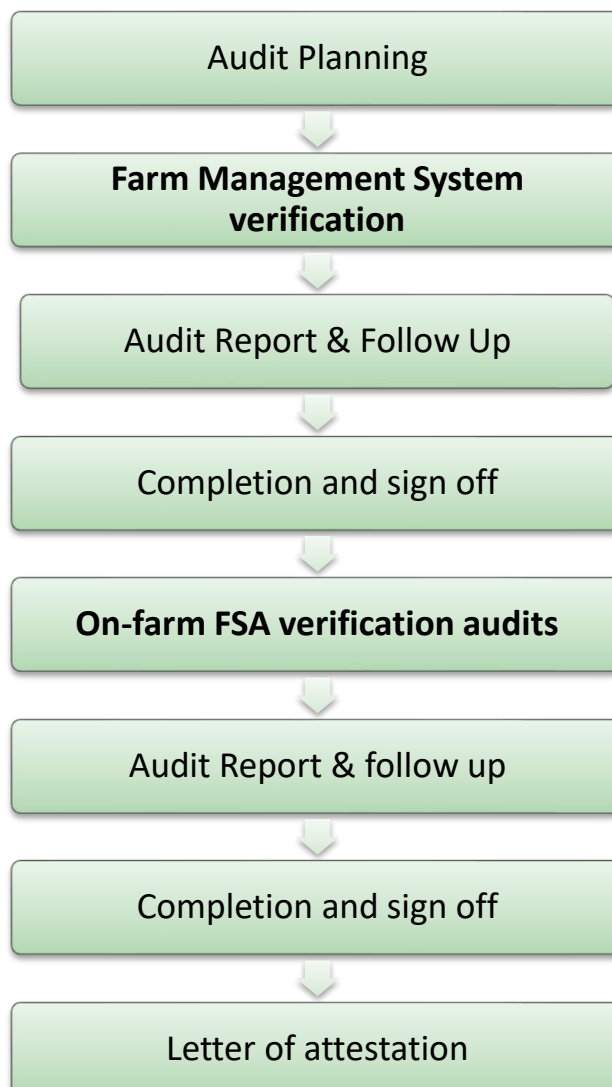 Audit Planning
Farm Management System
verification
Audit Report & Follow Up
Completion and sign off
On-farm FSA verification audits
Audit Report & follow up
Completion and sign off
Letter of attestation